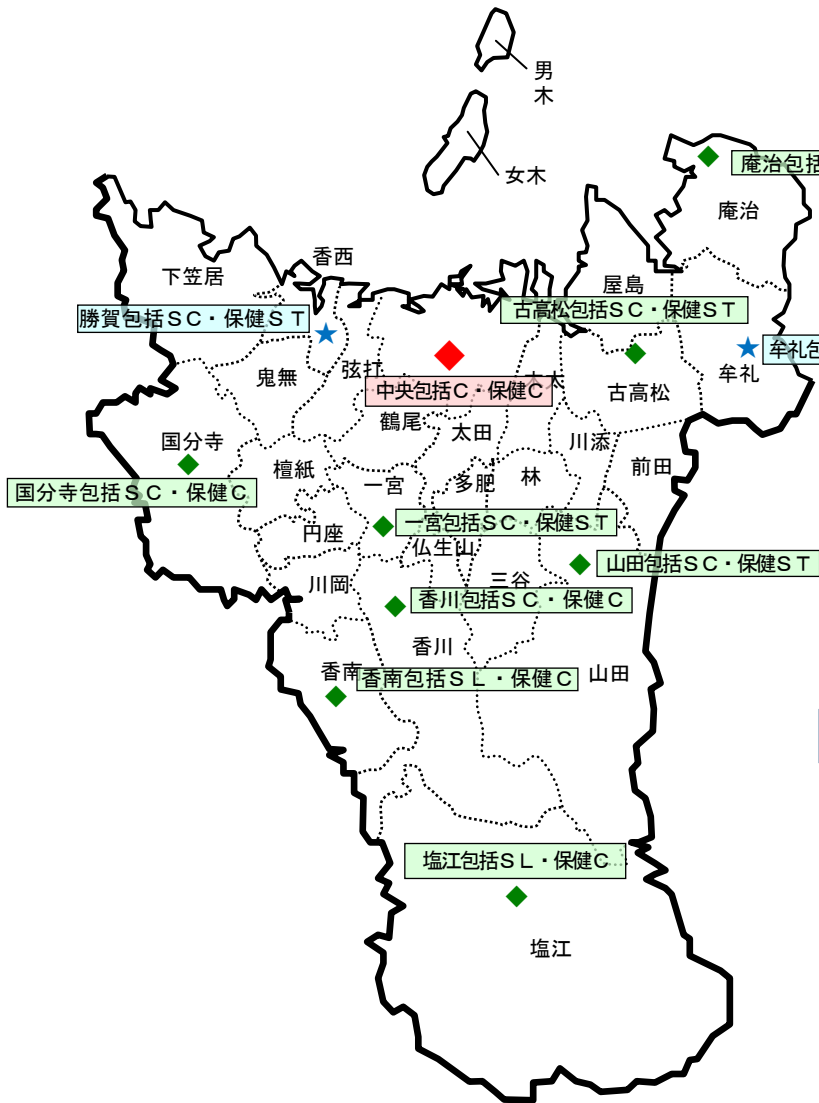 男
木
女木
庵治包括
庵治
香西
下笠居
屋島
古高松包括SC・保健ST
勝賀包括SC・保健ST
牟礼包
弦打
鬼無
牟礼
中央包括C・保健C
古高松
鶴尾
太田
川添
国分寺
檀紙
一宮
多肥
林
前田
国分寺包括SC・保健C
一宮包括SC・保健ST
円座
仏生山
山田包括SC・保健ST
川岡
三谷
香川包括SC・保健C
香川
香南
香南包括SL・保健C
山田
塩江包括SL・保健C
塩江